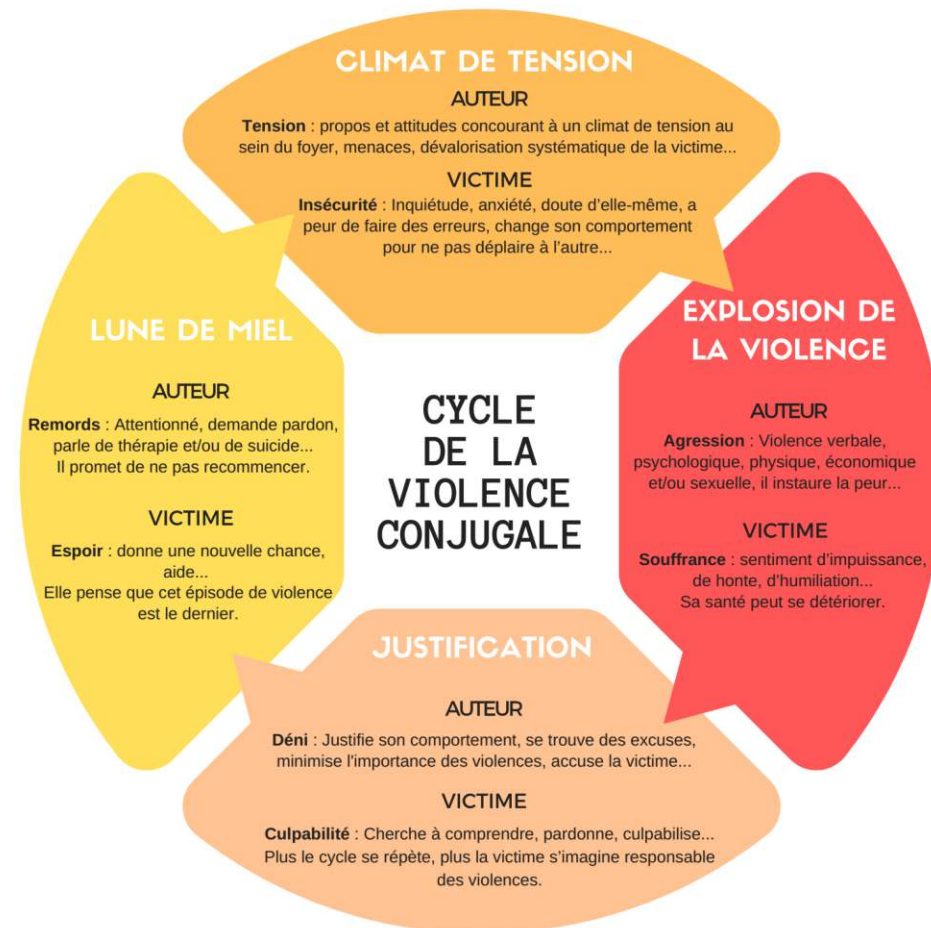 CLIMAT DE TENSION
AUTEUR
Tension : propos et attitudes concourant à un climat de tension au
sein du foyer, menaces, dévalorisation systématique de la victime...
VICTIME
Insécurité : Inquiétude, anxiété, doute d'elle-même, a
peur de faire des erreurs, change son comportement
pour ne pas déplaire à l'autre...
EXPLOSION DE
LA VIOLENCE
AUTEUR
Agression : Violence verbale,
psychologique, physique, économique
et/ou sexuelle, il instaure la peur...
VICTIME
Souffrance : sentiment d'impuissance,
de honte, d'humiliation...
Sa santé peut se détériorer.
JUSTIFICATION
AUTEUR
Déni : Justifie son comportement, se trouve des excuses,
minimise l'importance des violences, accuse la victime...
VICTIME
Culpabilité : Cherche à comprendre, pardonne, culpabilise...
Plus le cycle se répète, plus la victime s'imagine responsable
des violences.
LUNE DE MIEL
AUTEUR
Remords : Attentionné, demande pardon,
parle de thérapie et/ou de suicide...
Il promet de ne pas recommencer.
VICTIME
Espoir : donne une nouvelle chance,
aide...
Elle pense que cet épisode de violence
est le dernier.
CYCLE
DE LA
VIOLENCE
CONJUGALE